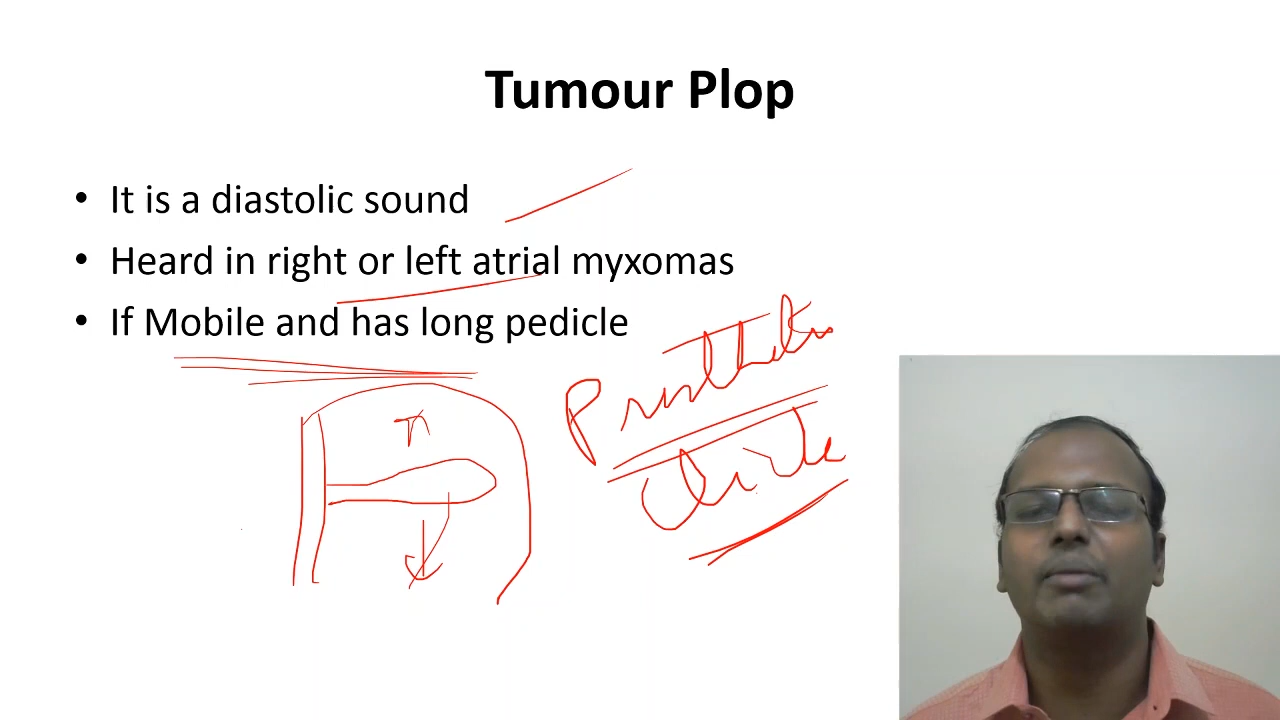 Tumour Plop
• It is a diastolic sound
• Heard in right or left atrial myxomas
• If Mobile and has long pedicle
Prosthetic